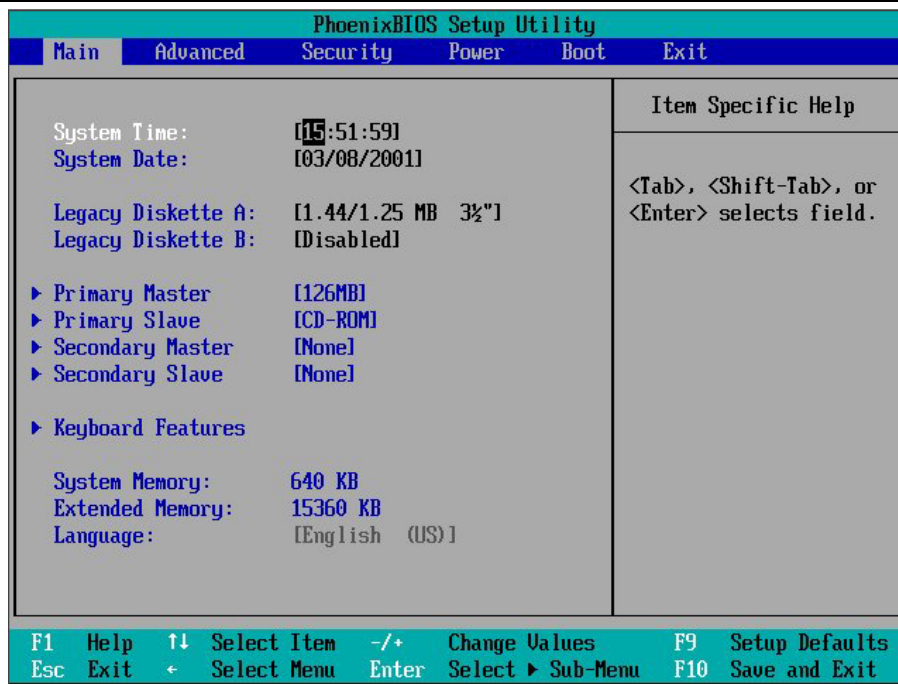 PhoenixBIOS Setup Utility
Main Advanced Security Power Boot Exit
Item Specific Help
System Time: [15:51:59]
System Date: [03/08/2001]
<Tab>, <Shift-Tab>, or
<Enter> selects field.
Legacy Diskette A: [1.44/1.25 MB 3½"]
Legacy Diskette B: [Disabled]
▶ Primary Master [126MB]
▶ Primary Slave [CD-ROM]
▶ Secondary Master [None]
▶ Secondary Slave [None]
▶ Keyboard Features
System Memory: 640 KB
Extended Memory: 15360 KB
Language: [English (US)]
F1 Help ↑↓ Select Item -/+ Change Values F9 Setup Defaults
Esc Exit ← Select Menu Enter Select ▶ Sub-Menu F10 Save and Exit